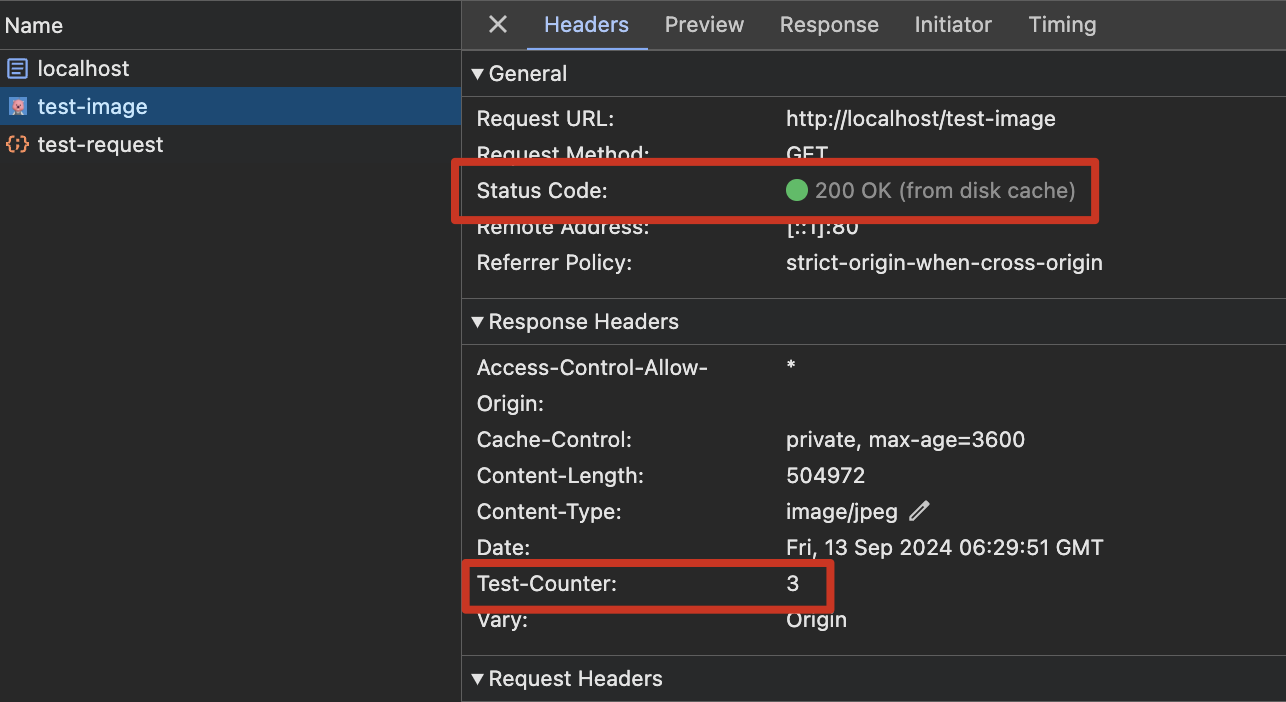 Name
localhost
test-image
test-request
Headers Preview Response Initiator Timing
General
Request URL: http://localhost/test-image
Request Method: GET
Status Code: 200 OK (from disk cache)
Remote Address: [::1]:80
Referrer Policy: strict-origin-when-cross-origin
Response Headers
Access-Control-Allow- *
Origin:
Cache-Control: private, max-age=3600
Content-Length: 504972
Content-Type: image/jpeg
Date: Fri, 13 Sep 2024 06:29:51 GMT
Test-Counter: 3
Vary: Origin
Request Headers